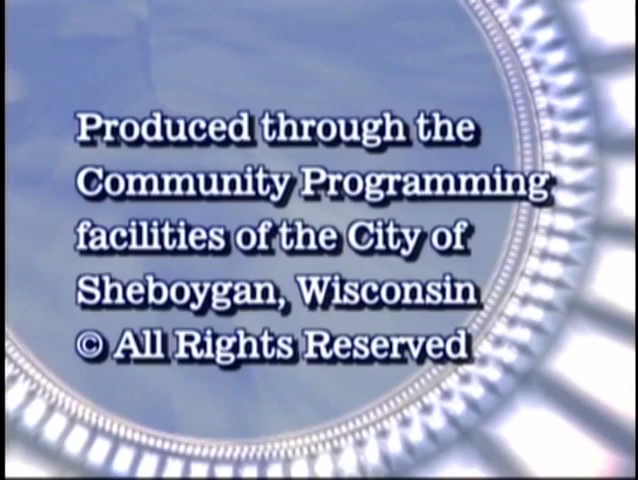 Produced through the
Community Programming
facilities of the City of
Sheboygan, Wisconsin
© All Rights Reserved